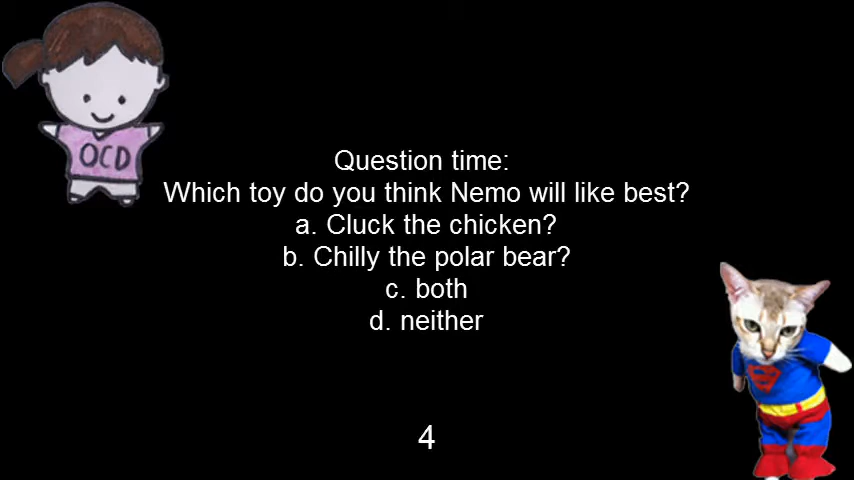 OCD
Question time:
Which toy do you think Nemo will like best?
a. Cluck the chicken?
b. Chilly the polar bear?
c. both
d. neither
4